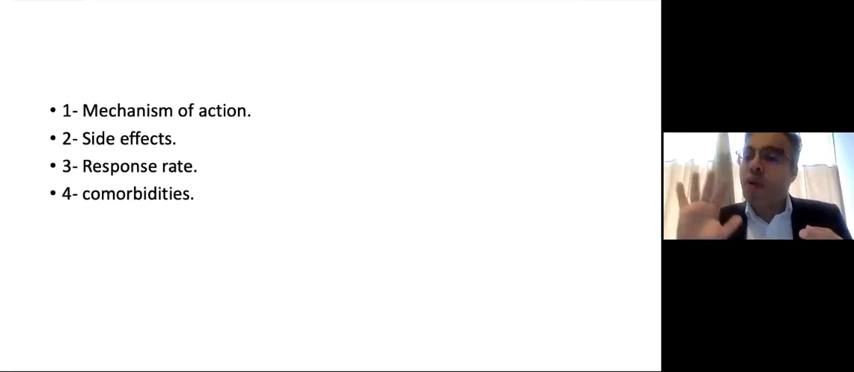 • 1- Mechanism of action.
• 2- Side effects.
• 3- Response rate.
• 4- comorbidities.